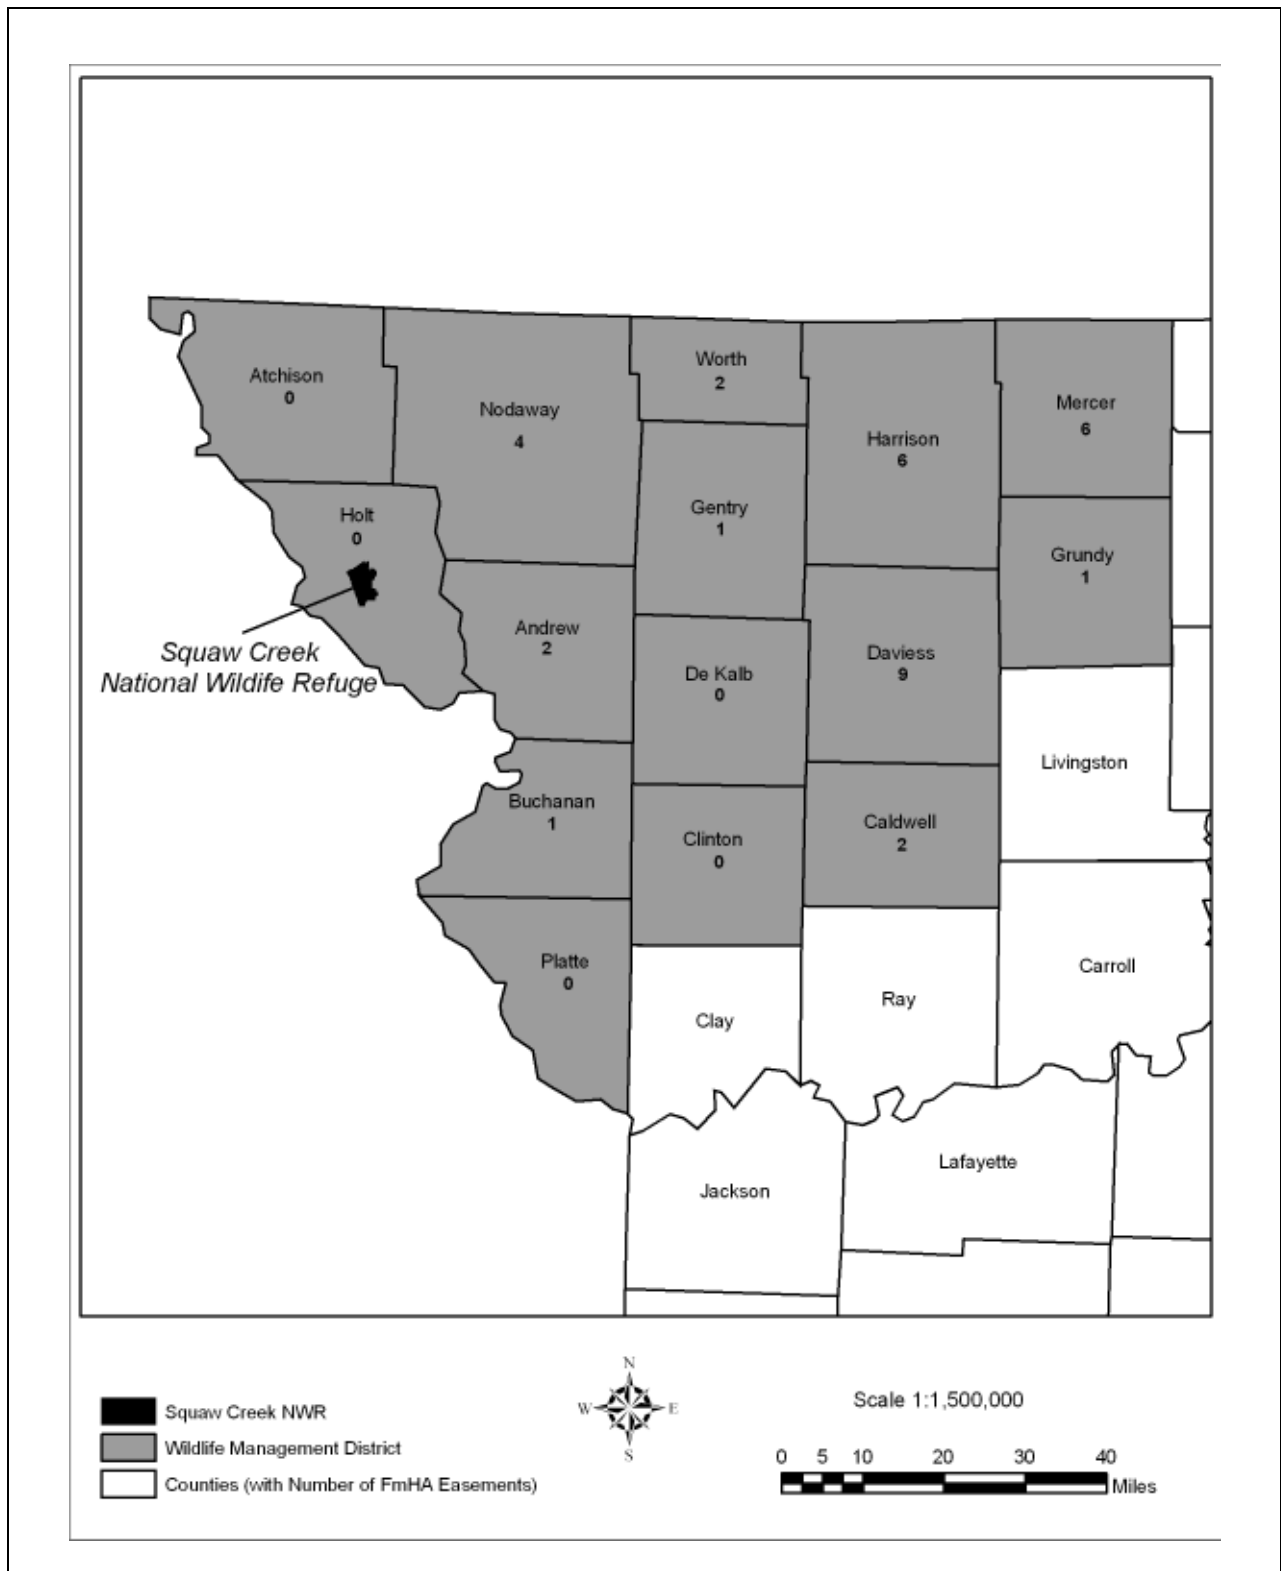 Atchison
0
Nodaway
4
Worth
2
Harrison
6
Mercer
6
Holt
0
Gentry
1
Grundy
1
Squaw Creek
National Wildlife Refuge
Andrew
2
De Kalb
0
Daviess
9
Livingston
Buchanan
1
Clinton
0
Caldwell
2
Platte
0
Clay
Ray
Carroll
Jackson
Lafayette
N
W E
S
Squaw Creek NWR
Wildlife Management District
Counties (with Number of FmHA Easements)
Scale 1:1,500,000
0 5 10 20 30 40
Miles